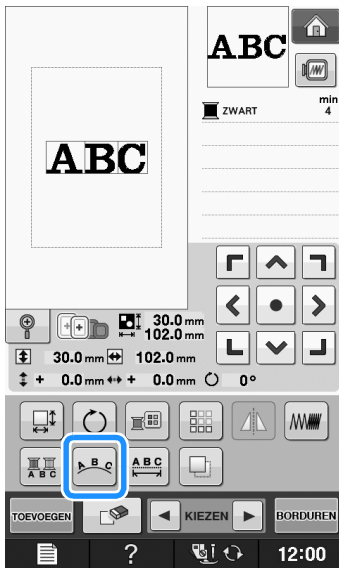 ABC
ABC
ZWART
min
4
30.0 mm
102.0 mm
30.0 mm 102.0 mm
+ 0.0 mm + 0.0 mm 0°
A B C
A B C
A B C
TOEVOEGEN
KIEZEN
BORDUREN
?
12:00